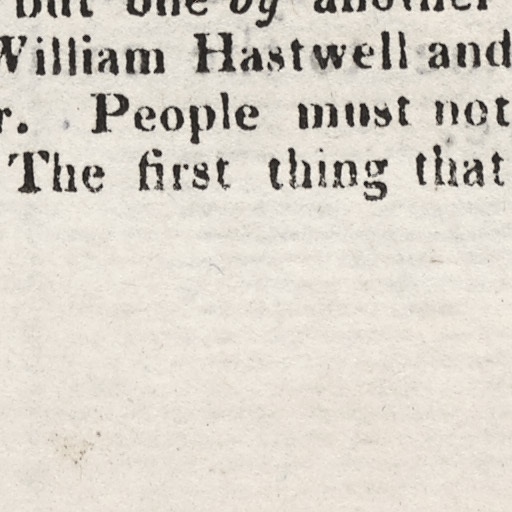 but one by another
William Hastwell and
r. People must not
The first thing that